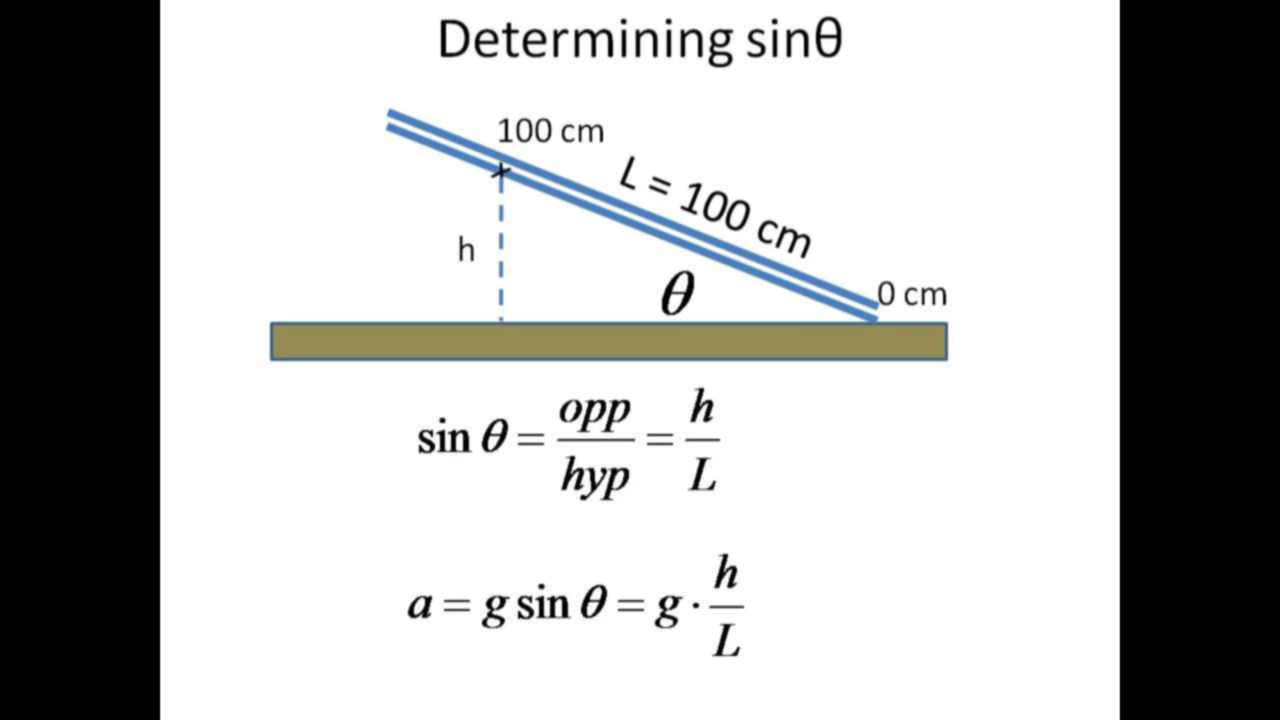 Determining sinθ
100 cm
L = 100 cm
h
θ
0 cm
sin θ = opp/hyp = h/L
a = g sin θ = g · h/L